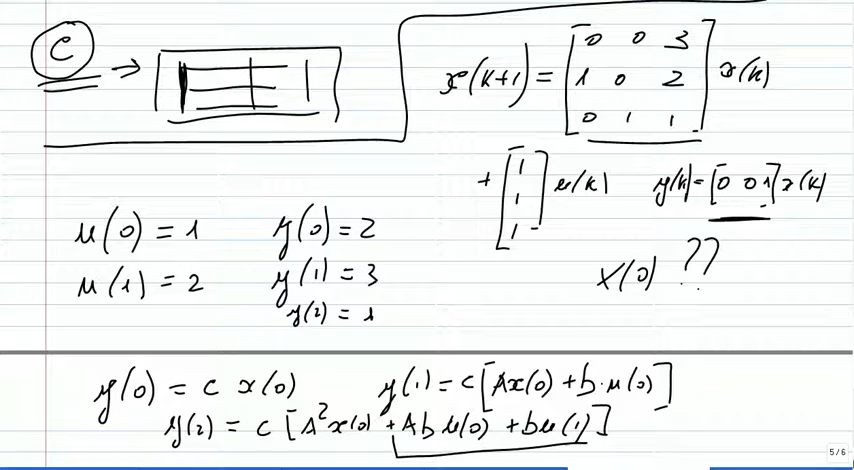 C →
x(k+1) = [0 0 3
1 0 2
0 1 1] x(k)
+ [1
1
1] u(k) y(k)=[0 0 1]x(k)
u(0) = 1 y(0) = 2
u(1) = 2 y(1) = 3
y(2) = 1
x(0) ??
y(0) = c x(0) y(1) = c[Ax(0) + b·u(0)]
y(2) = c [A²x(0) + Ab u(0) + bu(1)]
5/6